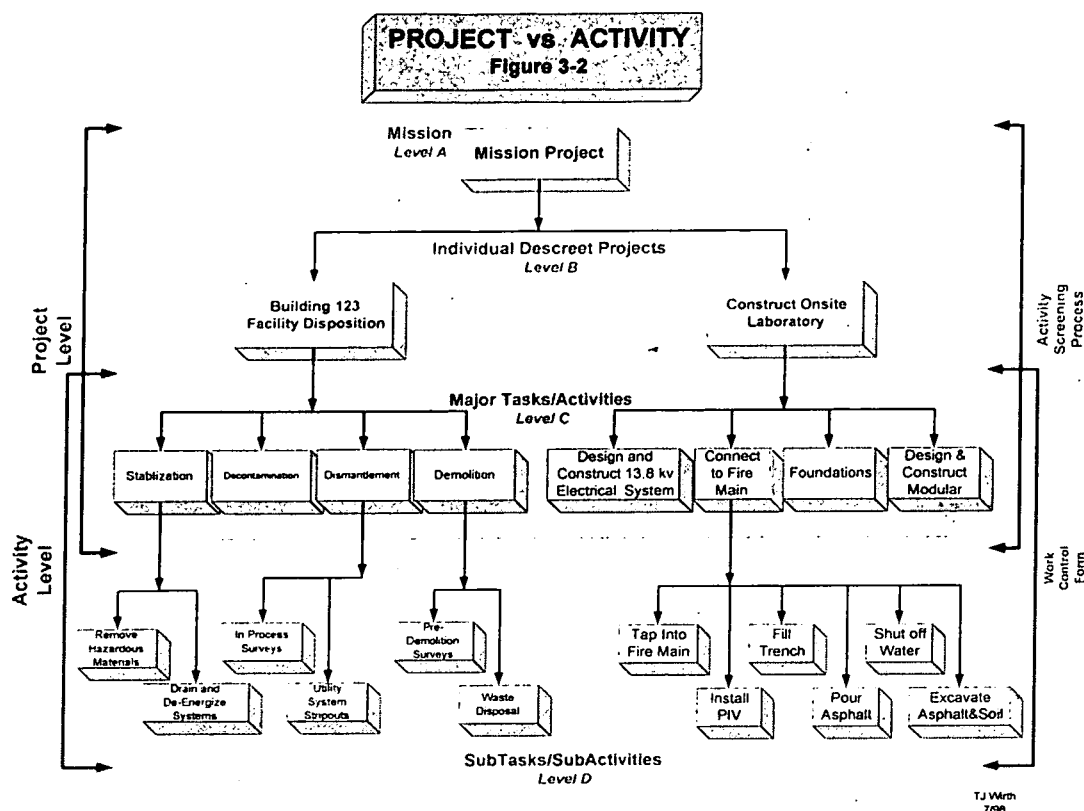 PROJECT vs ACTIVITY
Figure 3-2
Mission
Level A
Mission Project
Individual Descreet Projects
Level B
Building 123
Facility Disposition
Construct Onsite
Laboratory
Project
Level
Activity
Screening
Process
Major Tasks/Activities
Level C
Stablization
Decontamination
Dismantlement
Demolition
Design and
Construct 13.8 kv
Electrical System
Connect
to Fire
Main
Foundations
Design &
Construct
Modular
Activity
Level
Work
Control
Form
Remove
Hazardous
Materials
Drain and
De-Energize
Systems
In Process
Surveys
Utility
System
Stripouts
Pre-
Demolition
Surveys
Waste
Disposal
Tap Into
Fire Main
Install
PIV
Fill
Trench
Pour
Asphalt
Shut off
Water
Excavate
Asphalt&Soil
SubTasks/SubActivities
Level D
TJ Wirth
7/98